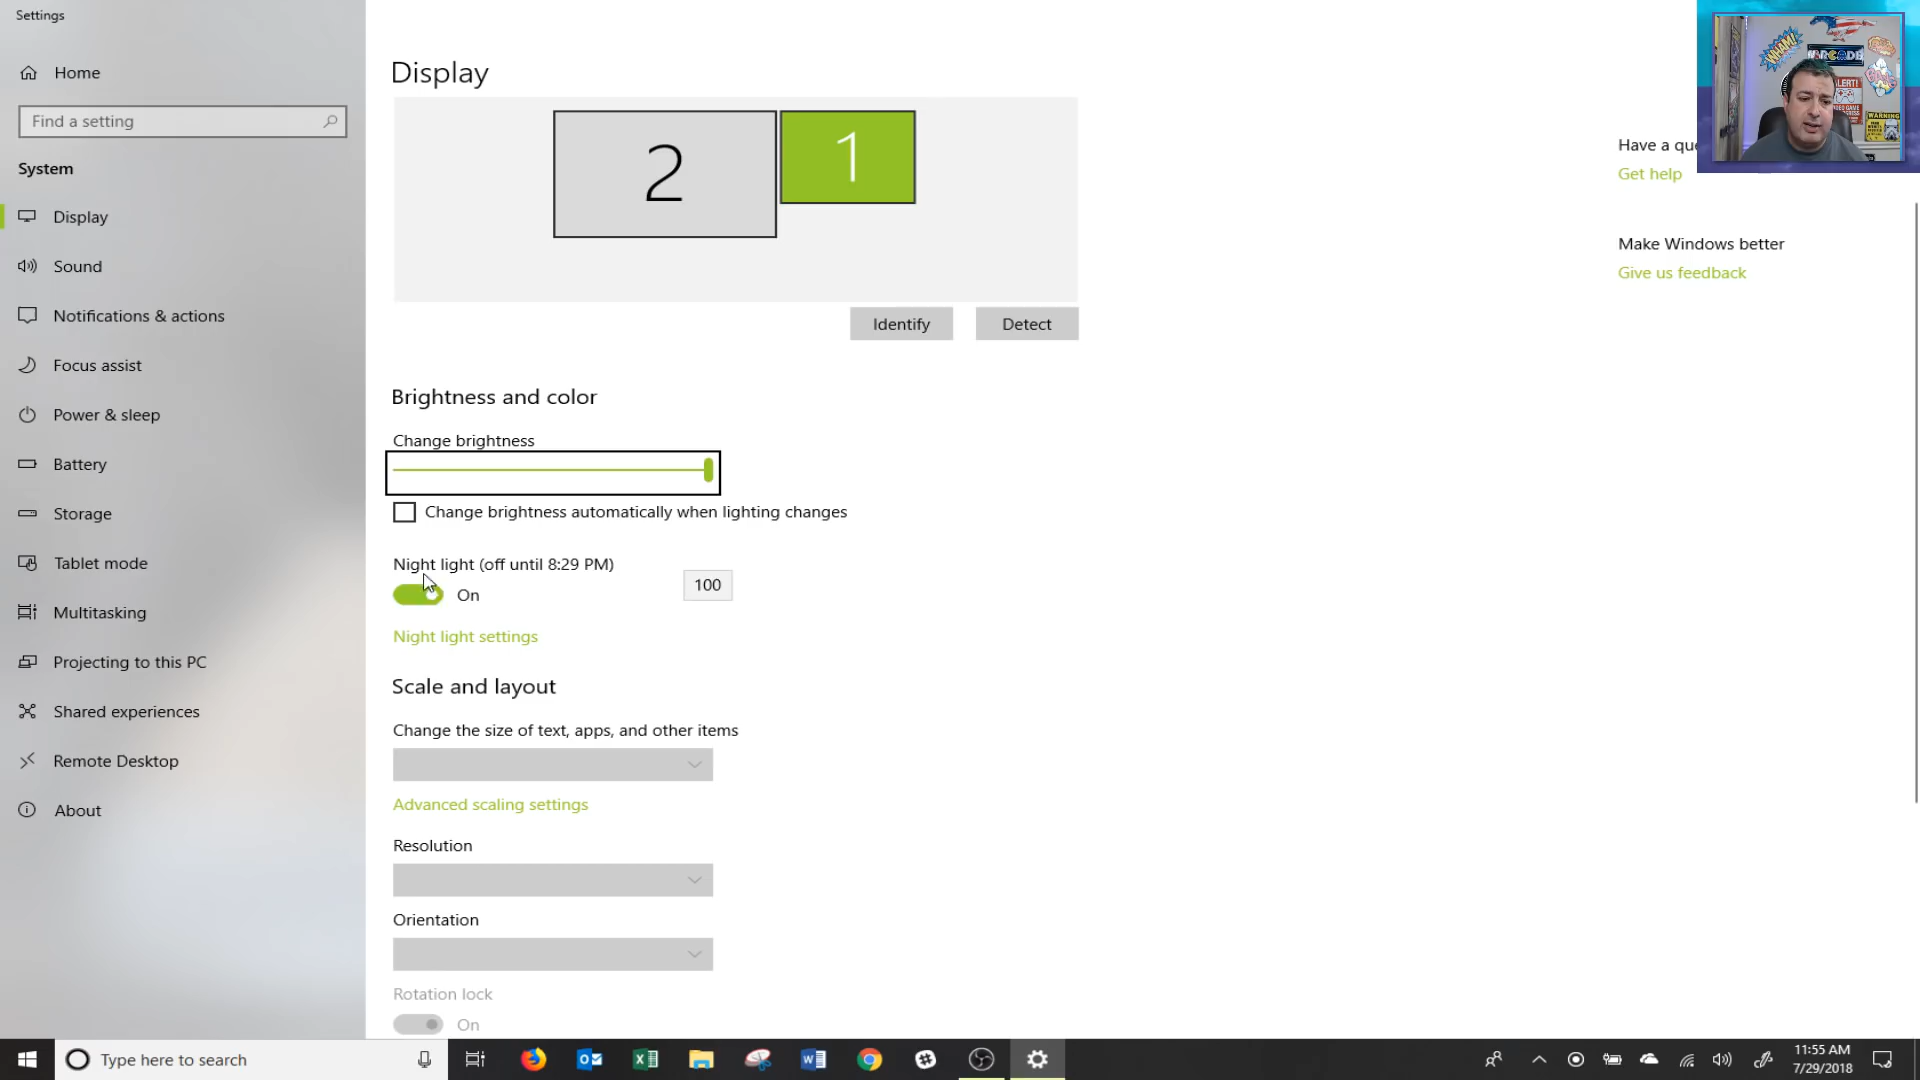 Settings
Home
Find a setting
System
Display
Sound
Notifications & actions
Focus assist
Power & sleep
Battery
Storage
Tablet mode
Multitasking
Projecting to this PC
Shared experiences
Remote Desktop
About
Display
2
1
Identify
Detect
Brightness and color
Change brightness
Change brightness automatically when lighting changes
Night light (off until 8:29 PM)
On
100
Night light settings
Scale and layout
Change the size of text, apps, and other items
Advanced scaling settings
Resolution
Orientation
Rotation lock
On
Have a qu
Get help
Make Windows better
Give us feedback
WHAM!
ARCADE
ALERT!
WARNING
Type here to search
11:55 AM
7/29/2018